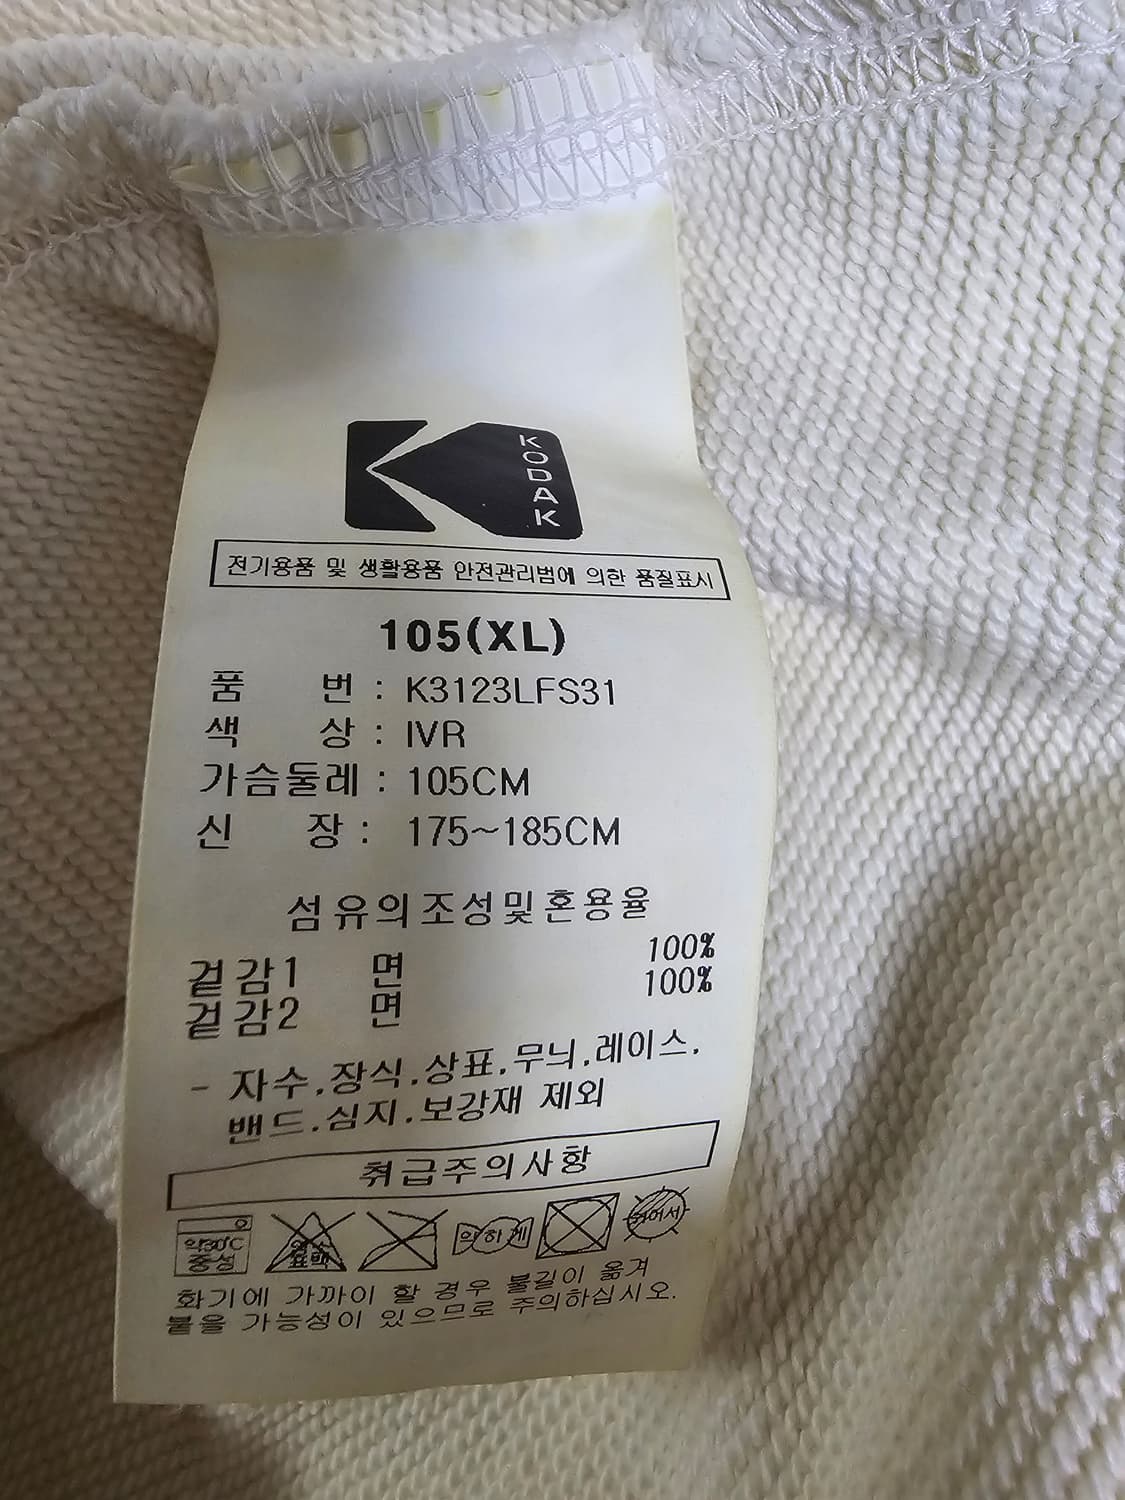 KODAK
전기용품 및 생활용품 안전관리법에 의한 품질표시
105(XL)
품 번 : K3123LFS31
색 상 : IVR
가슴둘레 : 105CM
신 장 : 175~185CM
섬유의조성및혼용율
겉감1 면 100%
겉감2 면 100%
- 자수.장식.상표.무늬.레이스.
밴드.심지.보강재 제외
취급주의사항
약30℃ 중성 염소 표백 약하게
화기에 가까이 할 경우 불길이 옮겨
붙을 가능성이 있으므로 주의하십시오.